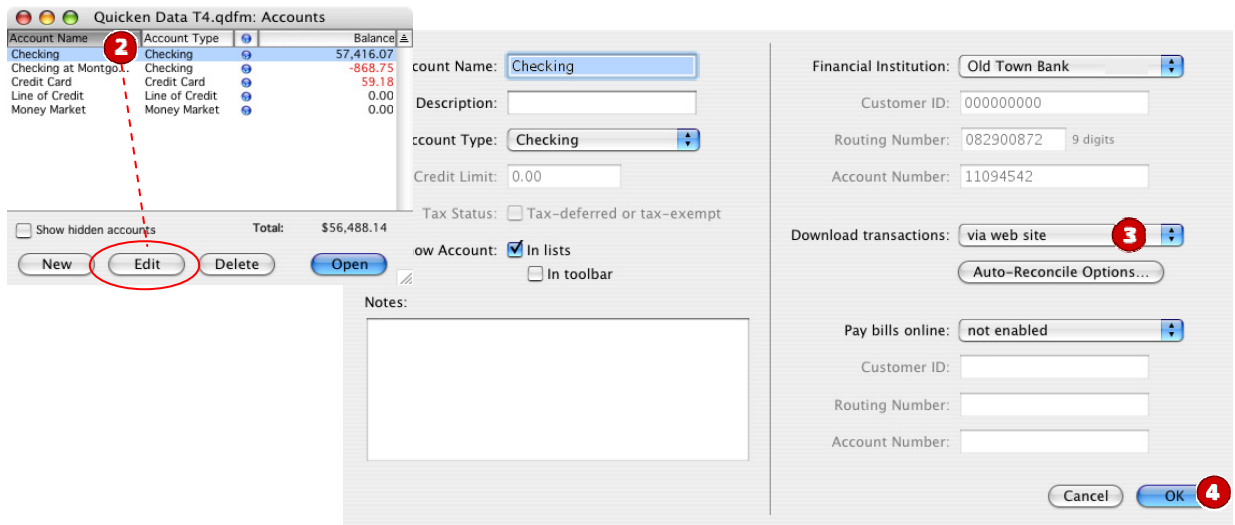 Quicken Data T4.qdfm: Accounts
Account Name Account Type Balance
2
Checking Checking 57,416.07
Checking at Montgo... Checking -868.75
Credit Card Credit Card 59.18
Line of Credit Line of Credit 0.00
Money Market Money Market 0.00
Show hidden accounts Total: $56,488.14
New Edit Delete Open
count Name: Checking
Description:
ccount Type: Checking
Credit Limit: 0.00
Tax Status: Tax-deferred or tax-exempt
ow Account: In lists
In toolbar
Notes:
Financial Institution: Old Town Bank
Customer ID: 000000000
Routing Number: 082900872 9 digits
Account Number: 11094542
Download transactions: via web site 3
Auto-Reconcile Options...
Pay bills online: not enabled
Customer ID:
Routing Number:
Account Number:
Cancel OK 4